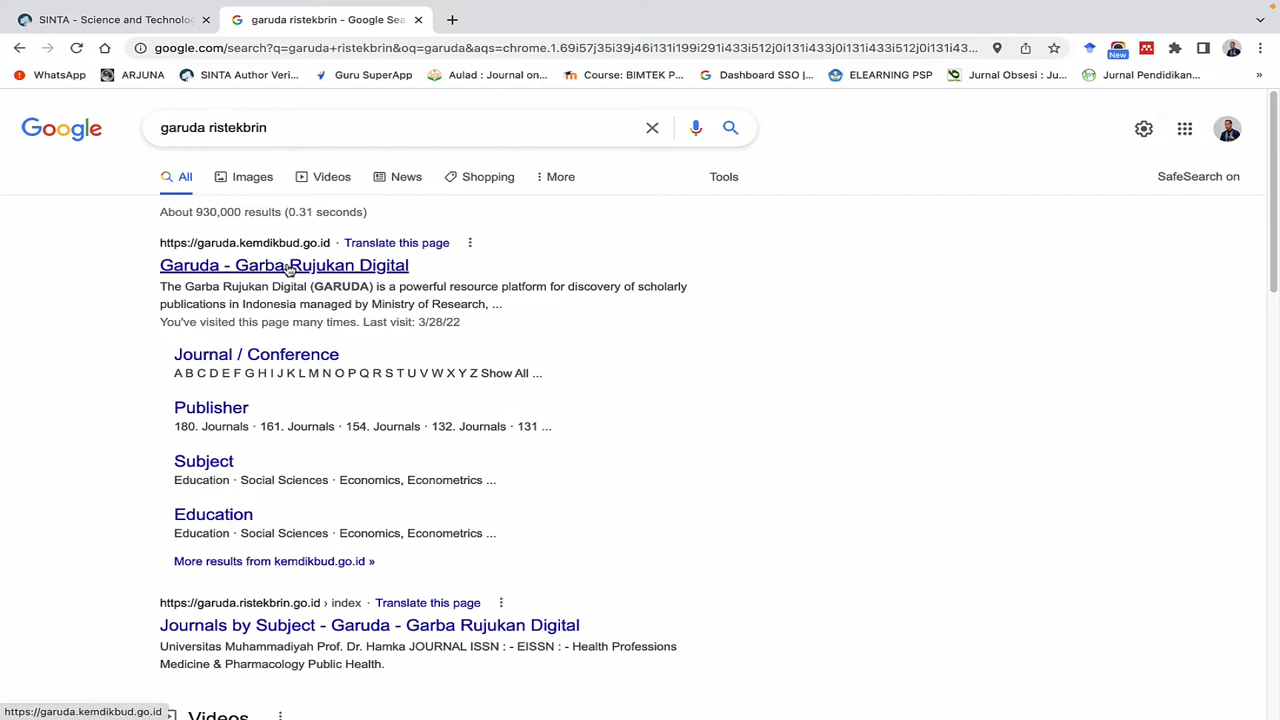 SINTA - Science and Technolog
garuda ristekbrin - Google Sea
google.com/search?q=garuda+ristekbrin&oq=garuda&aqs=chrome.1.69i57j35i39j46i131i199i291i433i512j0i131i433i512j0i131i43...
New
WhatsApp
ARJUNA
SINTA Author Veri...
Guru SuperApp
Aulad : Journal on...
Course: BIMTEK P...
Dashboard SSO |...
ELEARNING PSP
Jurnal Obsesi : Ju...
Jurnal Pendidikan...
»
Google
garuda ristekbrin
All
Images
Videos
News
Shopping
More
Tools
SafeSearch on
About 930,000 results (0.31 seconds)
https://garuda.kemdikbud.go.id · Translate this page
Garuda - Garba Rujukan Digital
The Garba Rujukan Digital (GARUDA) is a powerful resource platform for discovery of scholarly
publications in Indonesia managed by Ministry of Research, ...
You've visited this page many times. Last visit: 3/28/22
Journal / Conference
A B C D E F G H I J K L M N O P Q R S T U V W X Y Z Show All ...
Publisher
180. Journals · 161. Journals · 154. Journals · 132. Journals · 131 ...
Subject
Education · Social Sciences · Economics, Econometrics ...
Education
Education · Social Sciences · Economics, Econometrics ...
More results from kemdikbud.go.id »
https://garuda.ristekbrin.go.id › index · Translate this page
Journals by Subject - Garuda - Garba Rujukan Digital
Universitas Muhammadiyah Prof. Dr. Hamka JOURNAL ISSN : - EISSN : - Health Professions
Medicine & Pharmacology Public Health.
Videos
https://garuda.kemdikbud.go.id